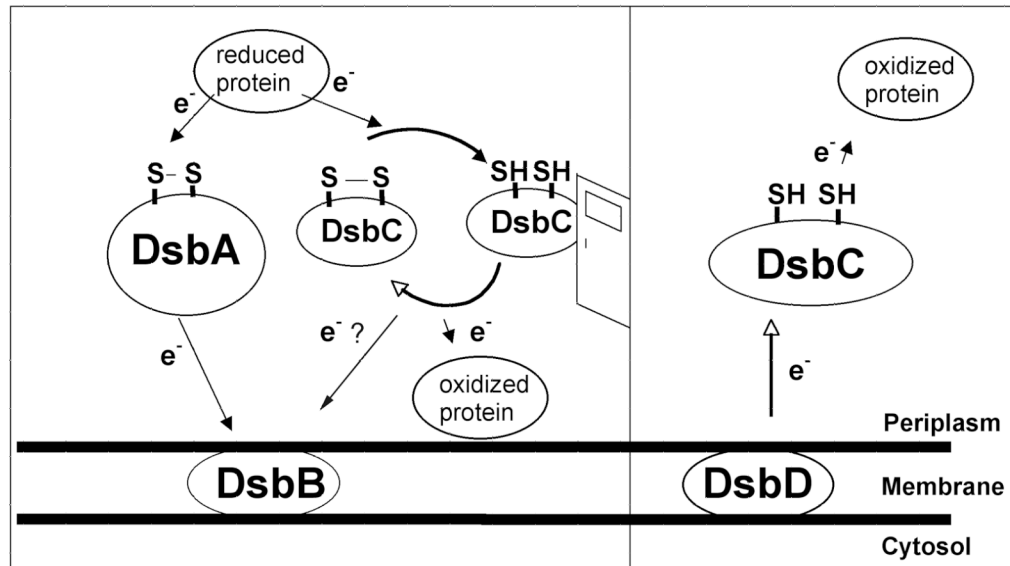 reduced
protein
e-
e-
S - S
DsbA
S — S
DsbC
SH SH
DsbC
e-
e- ?
e-
oxidized
protein
DsbB
oxidized
protein
e-
SH SH
DsbC
e-
Periplasm
DsbD
Membrane
Cytosol